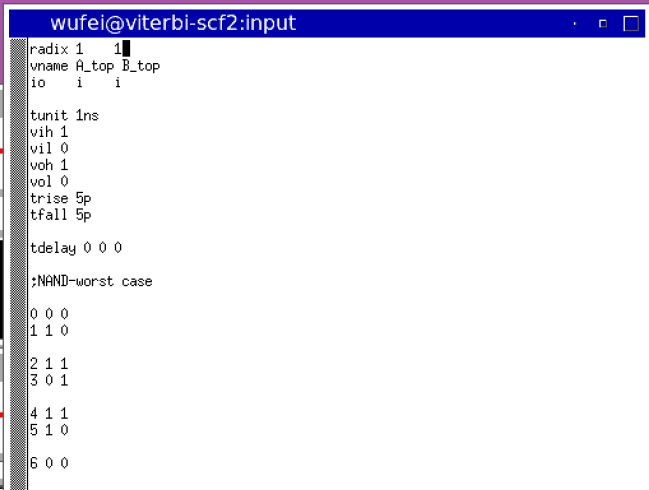 wufei@viterbi-scf2:input
radix 1    1
vname A_top B_top
io    i    i
tunit 1ns
vih 1
vil 0
voh 1
vol 0
trise 5p
tfall 5p
tdelay 0 0 0
;NAND-worst case
0 0 0
1 1 0
2 1 1
3 0 1
4 1 1
5 1 0
6 0 0